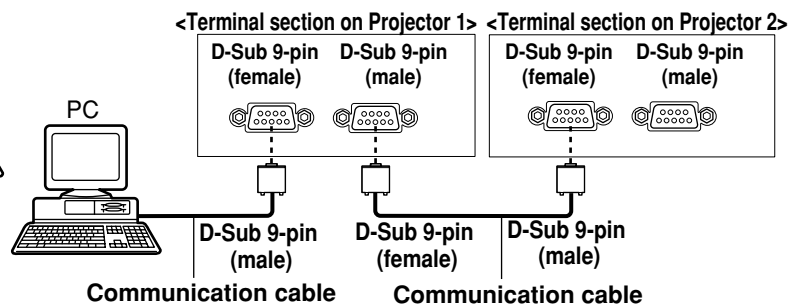 <Terminal section on Projector 1> <Terminal section on Projector 2>
D-Sub 9-pin D-Sub 9-pin D-Sub 9-pin D-Sub 9-pin
(female) (male) (female) (male)
PC
D-Sub 9-pin D-Sub 9-pin D-Sub 9-pin
(male) (female) (male)
Communication cable Communication cable